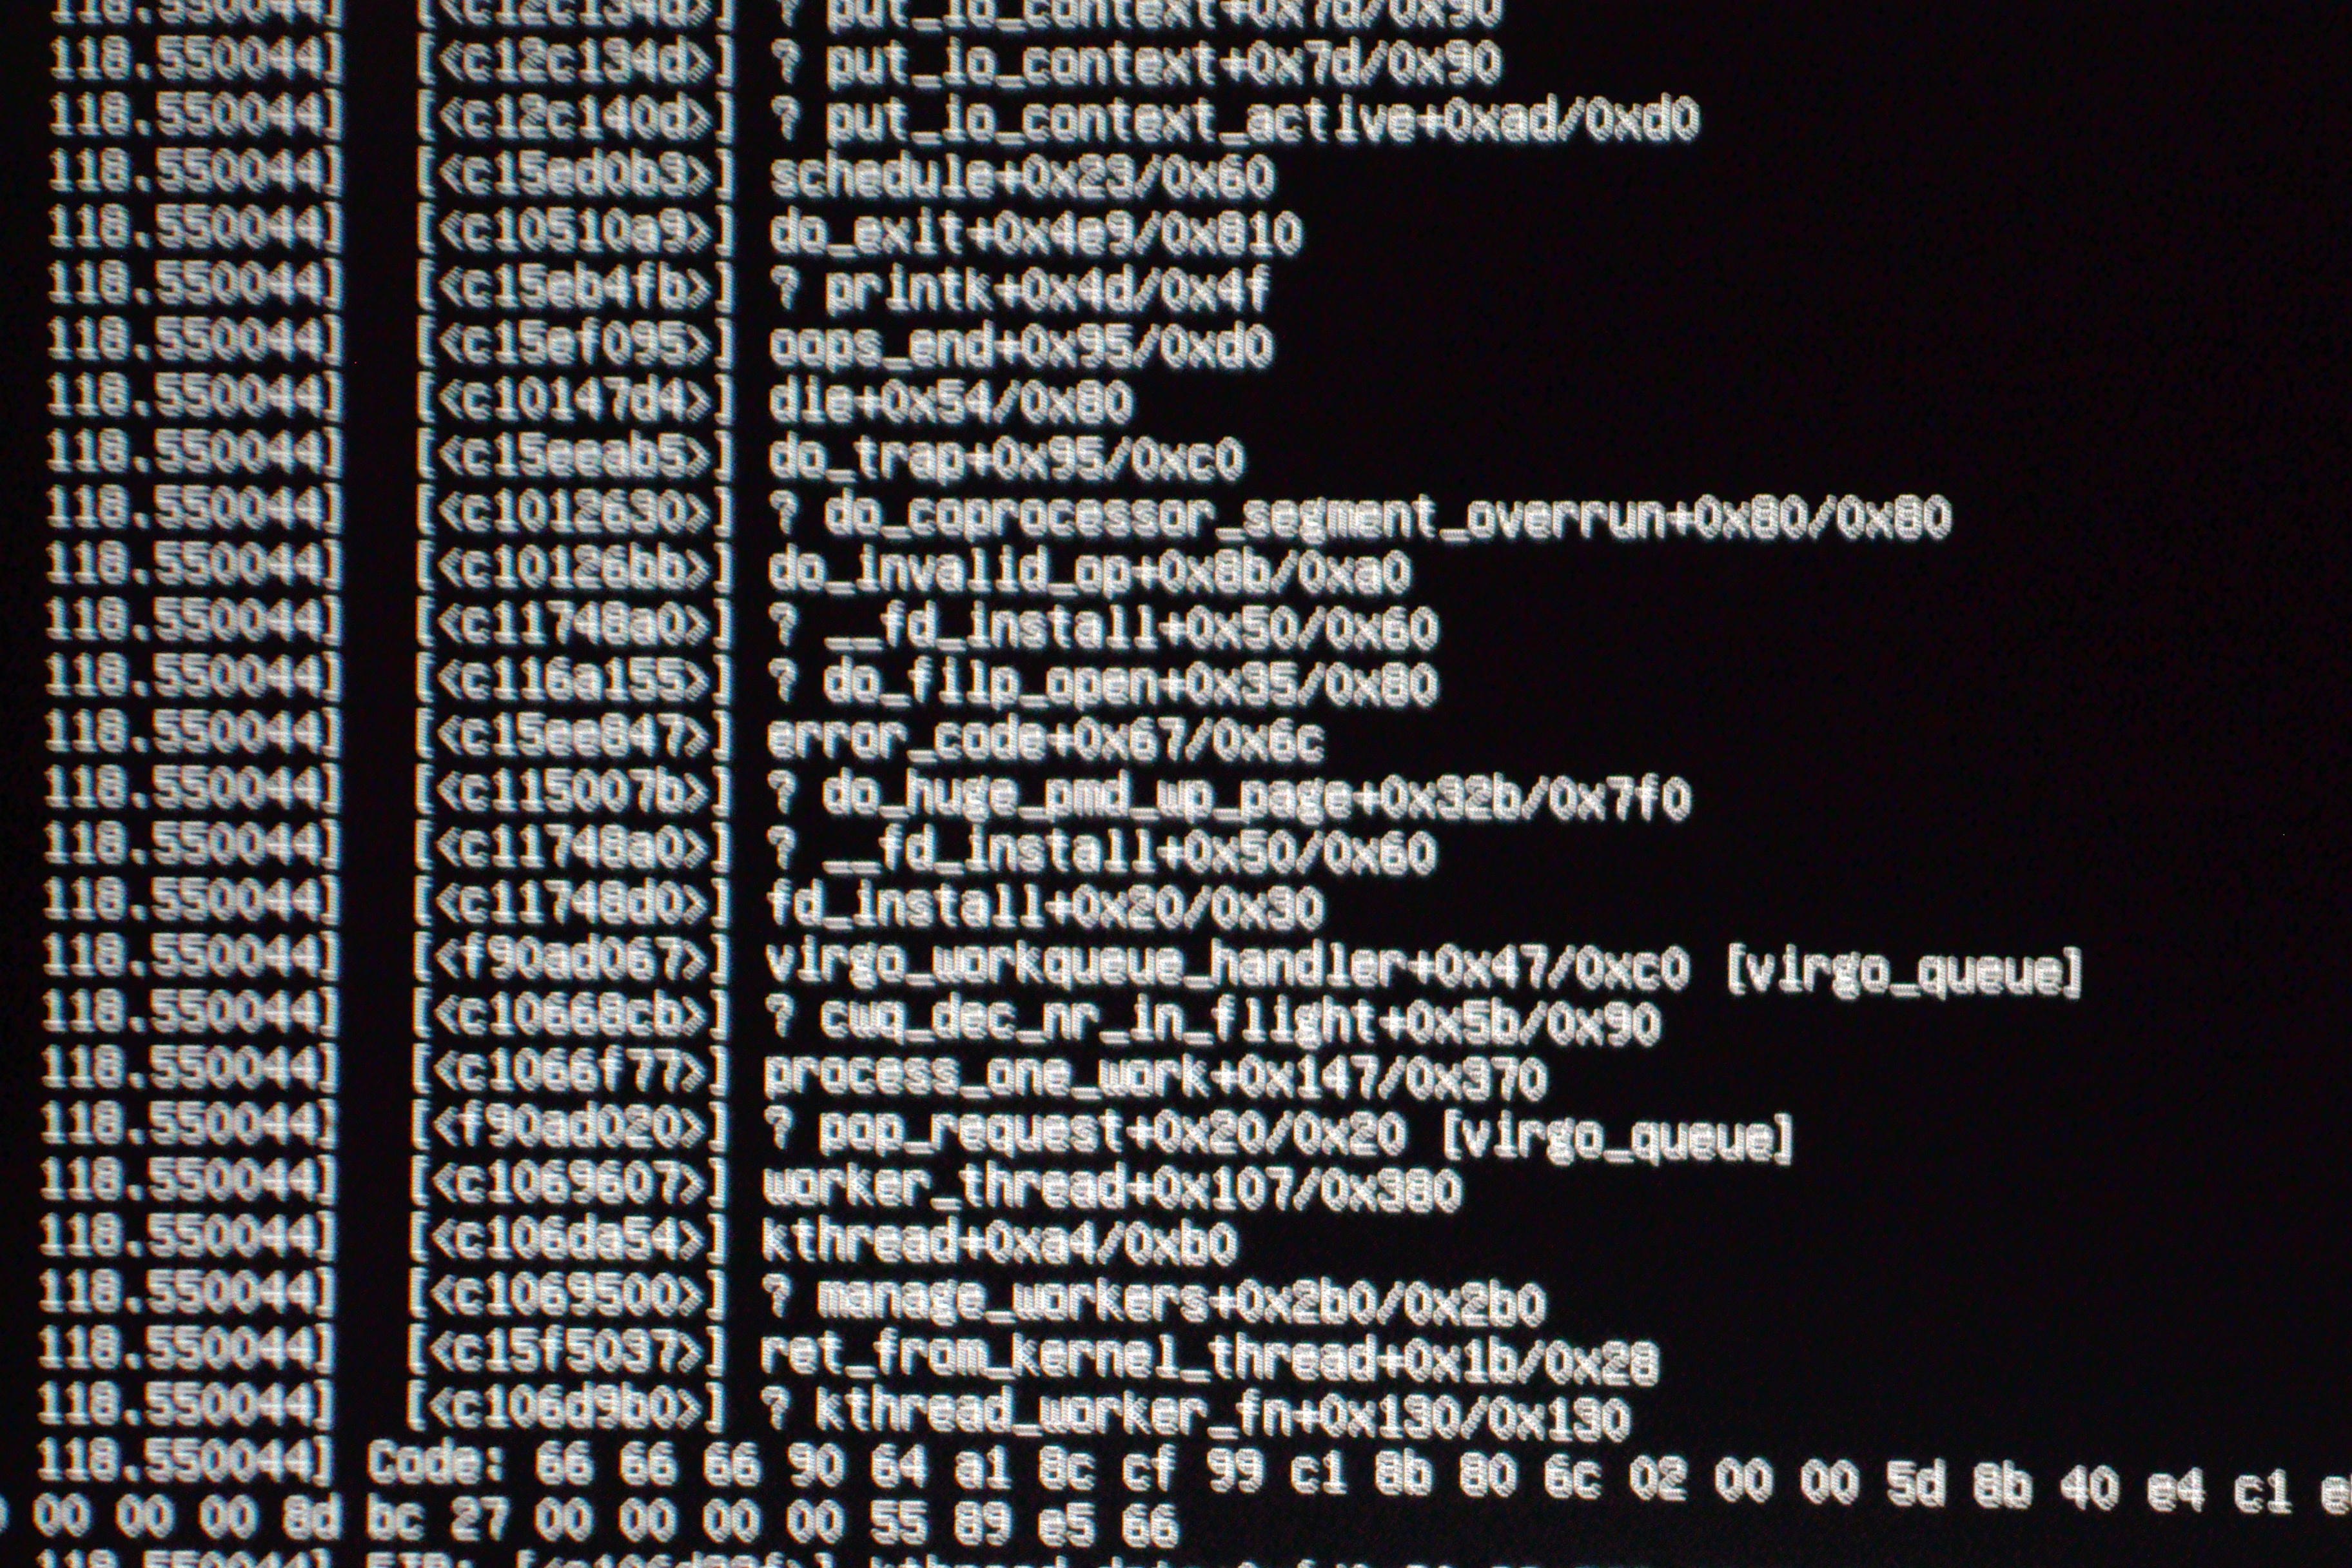 [<c12c134d>] ? put_io_context+0x7d/0x90
118.550044] [<c12c134d>] ? put_io_context+0x7d/0x90
118.550044] [<c12c140d>] ? put_io_context_active+0xad/0xd0
118.550044] [<c15ed0b3>] schedule+0x23/0x60
118.550044] [<c10510a9>] do_exit+0x4e9/0x810
118.550044] [<c15eb4fb>] ? printk+0x4d/0x4f
118.550044] [<c15ef095>] oops_end+0x95/0xd0
118.550044] [<c10147d4>] die+0x54/0x80
118.550044] [<c15eeab5>] do_trap+0x95/0xc0
118.550044] [<c1012630>] ? do_coprocessor_segment_overrun+0x80/0x80
118.550044] [<c10126bb>] do_invalid_op+0x8b/0xa0
118.550044] [<c11748a0>] ? __fd_install+0x50/0x60
118.550044] [<c116a155>] ? do_filp_open+0x35/0x80
118.550044] [<c15ee847>] error_code+0x67/0x6c
118.550044] [<c115007b>] ? do_huge_pmd_wp_page+0x32b/0x7f0
118.550044] [<c11748a0>] ? __fd_install+0x50/0x60
118.550044] [<c11748d0>] fd_install+0x20/0x30
118.550044] [<f90ad067>] virgo_workqueue_handler+0x47/0xc0 [virgo_queue]
118.550044] [<c10668cb>] ? cwq_dec_nr_in_flight+0x5b/0x90
118.550044] [<c1066f77>] process_one_work+0x147/0x370
118.550044] [<f90ad020>] ? pop_request+0x20/0x20 [virgo_queue]
118.550044] [<c1069607>] worker_thread+0x107/0x380
118.550044] [<c106da54>] kthread+0xa4/0xb0
118.550044] [<c1069500>] ? manage_workers+0x2b0/0x2b0
118.550044] [<c15f5037>] ret_from_kernel_thread+0x1b/0x28
118.550044] [<c106d9b0>] ? kthread_worker_fn+0x130/0x130
118.550044] Code: 66 66 66 90 64 a1 8c cf 99 c1 8b 80 6c 02 00 00 5d 8b 40 e4 c1
00 00 00 8d bc 27 00 00 00 00 55 89 e5 66
118.550044] EIP: